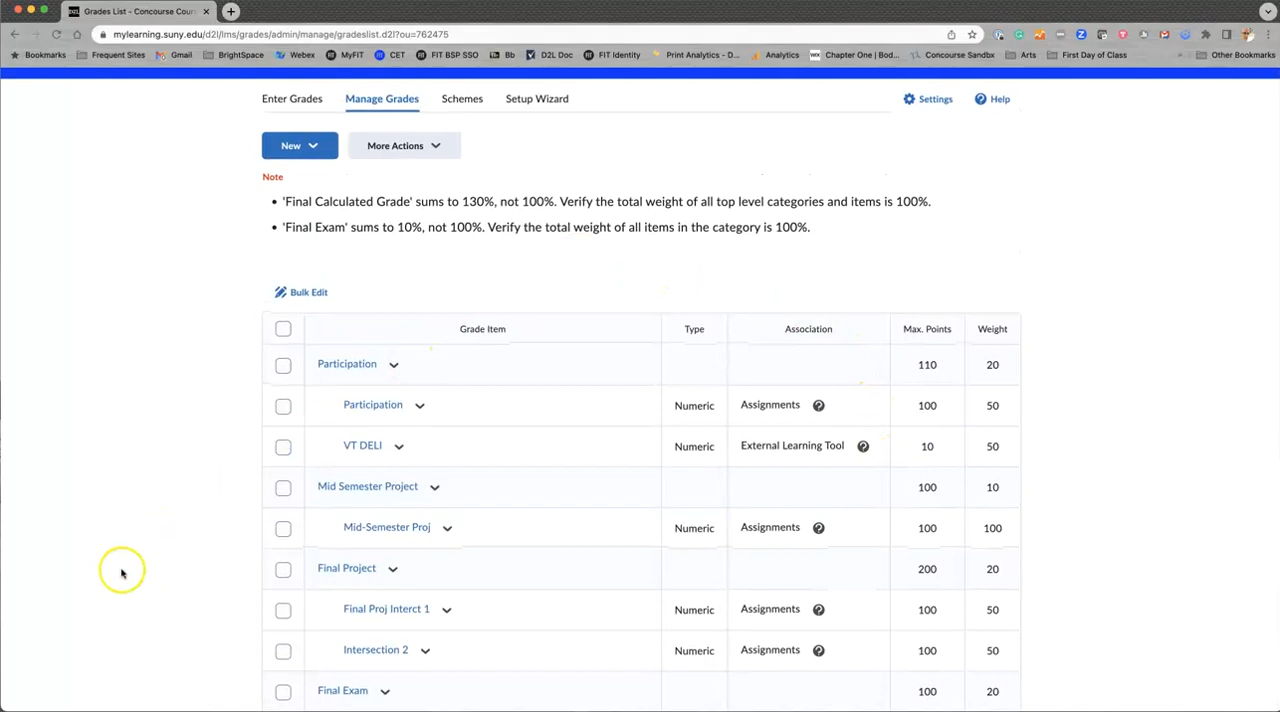 Grades List - Concourse Cour
mylearning.suny.edu/d2l/lms/grades/admin/manage/gradeslist.d2l?ou=762475
Bookmarks Frequent Sites Gmail BrightSpace Webex MyFIT CET FIT BSP SSO Bb D2L Doc FIT Identity Print Analytics - D... Analytics Chapter One | Bod... Concourse Sandbx Arts First Day of Class Other Bookmarks
Enter Grades Manage Grades Schemes Setup Wizard Settings Help
New More Actions
Note
• 'Final Calculated Grade' sums to 130%, not 100%. Verify the total weight of all top level categories and items is 100%.
• 'Final Exam' sums to 10%, not 100%. Verify the total weight of all items in the category is 100%.
Bulk Edit
Grade Item Type Association Max. Points Weight
Participation 110 20
Participation Numeric Assignments 100 50
VT DELI Numeric External Learning Tool 10 50
Mid Semester Project 100 10
Mid-Semester Proj Numeric Assignments 100 100
Final Project 200 20
Final Proj Interct 1 Numeric Assignments 100 50
Intersection 2 Numeric Assignments 100 50
Final Exam 100 20